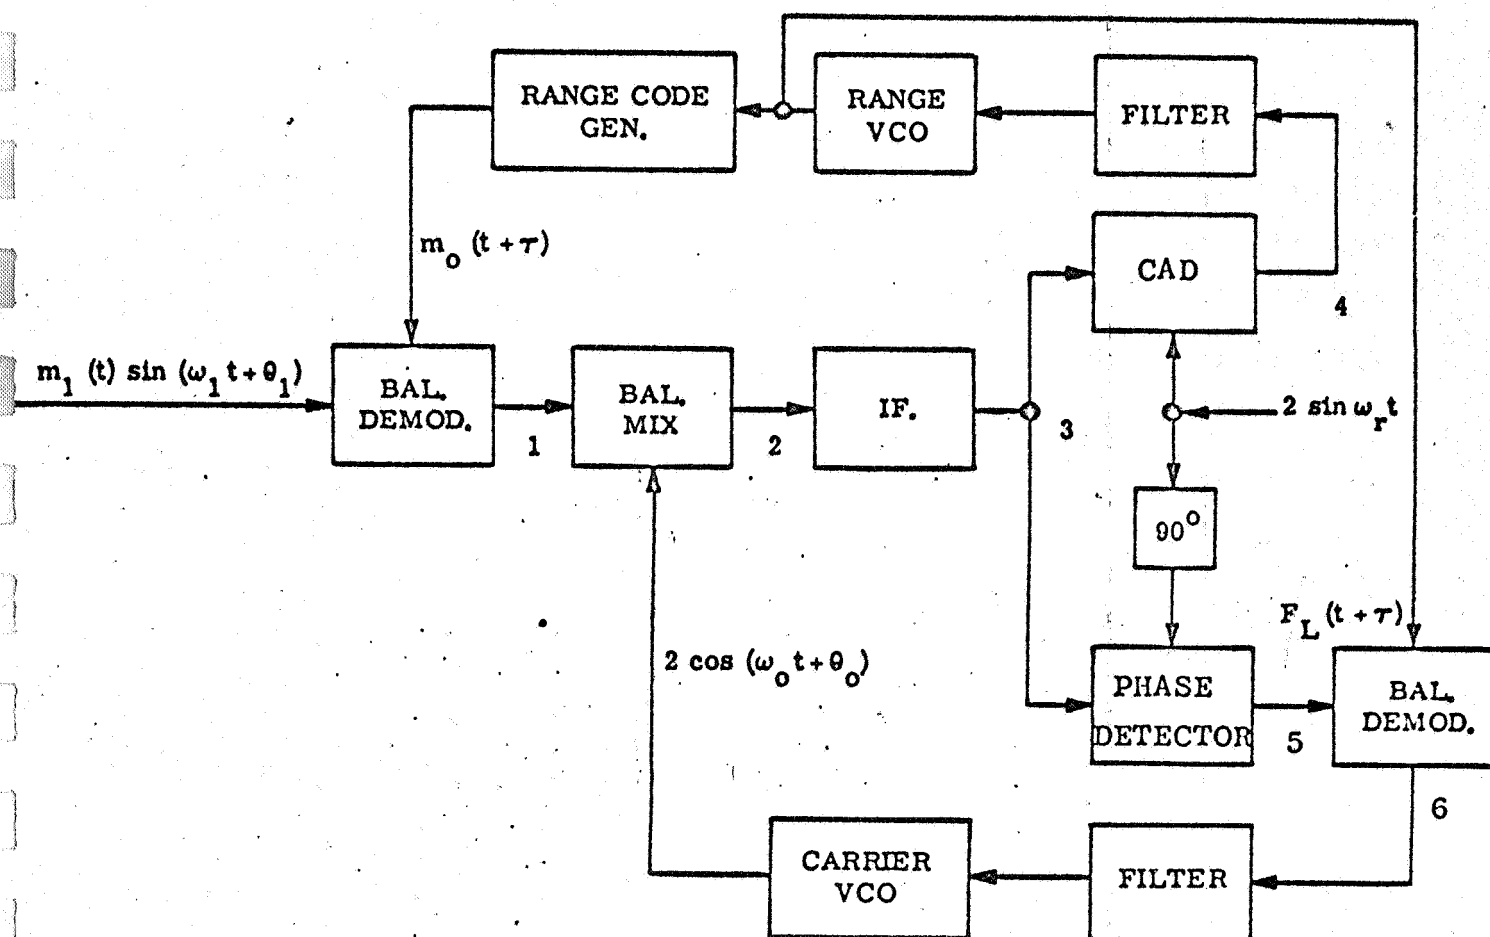 RANGE CODE
GEN.
RANGE
VCO
FILTER
m_o (t + τ)
CAD
4
m_1 (t) sin (ω_1 t + θ_1)
BAL.
DEMOD.
1
BAL.
MIX
2
IF.
3
2 sin ω_r t
90°
F_L (t + τ)
2 cos (ω_o t + θ_o)
PHASE
DETECTOR
5
BAL.
DEMOD.
6
CARRIER
VCO
FILTER